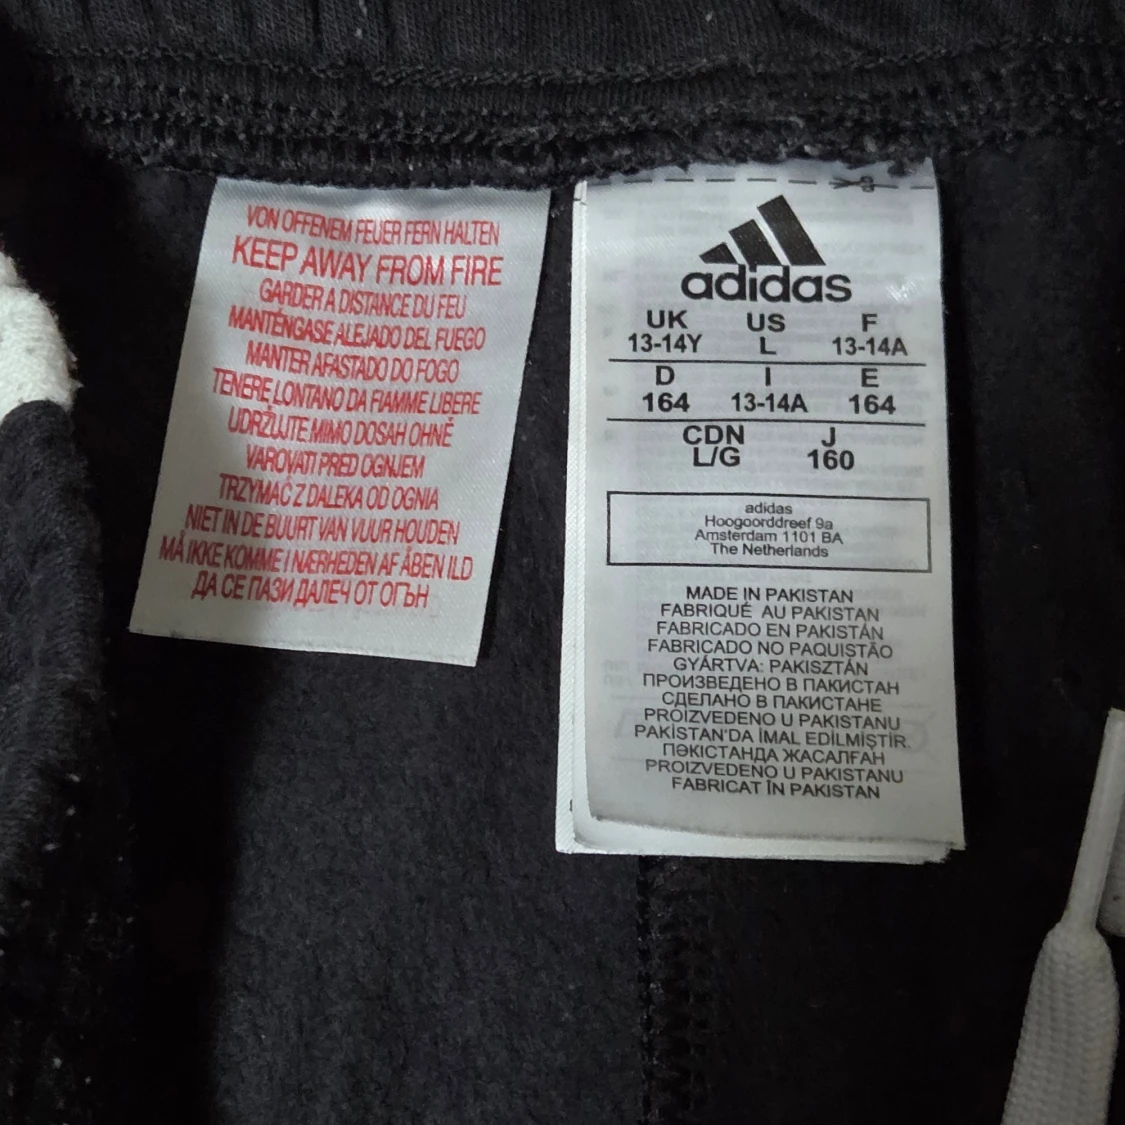 VON OFFENEM FEUER FERN HALTEN
KEEP AWAY FROM FIRE
GARDER A DISTANCE DU FEU
MANTÉNGASE ALEJADO DEL FUEGO
MANTER AFASTADO DO FOGO
TENERE LONTANO DA FIAMME LIBERE
UDRŽUJTE MIMO DOSAH OHNĚ
VAROVATI PRED OGNJEM
TRZYMAĆ Z DALEKA OD OGNIA
NIET IN DE BUURT VAN VUUR HOUDEN
MÅ IKKE KOMME I NÆRHEDEN AF ÅBEN ILD
ДА СЕ ПАЗИ ДАЛЕЧ ОТ ОГЪН
adidas
UK US F
13-14Y L 13-14A
D I E
164 13-14A 164
CDN J
L/G 160
adidas
Hoogoorddreef 9a
Amsterdam 1101 BA
The Netherlands
MADE IN PAKISTAN
FABRIQUÉ AU PAKISTAN
FABRICADO EN PAKISTÁN
FABRICADO NO PAQUISTÃO
GYÁRTVA: PAKISZTÁN
ПРОИЗВЕДЕНО В ПАКИСТАН
СДЕЛАНО В ПАКИСТАНЕ
PROIZVEDENO U PAKISTANU
PAKİSTAN'DA İMAL EDİLMİŞTİR.
ПӘКІСТАНДА ЖАСАЛҒАН
PROIZVEDENO U PAKISTANU
FABRICAT ÎN PAKISTAN